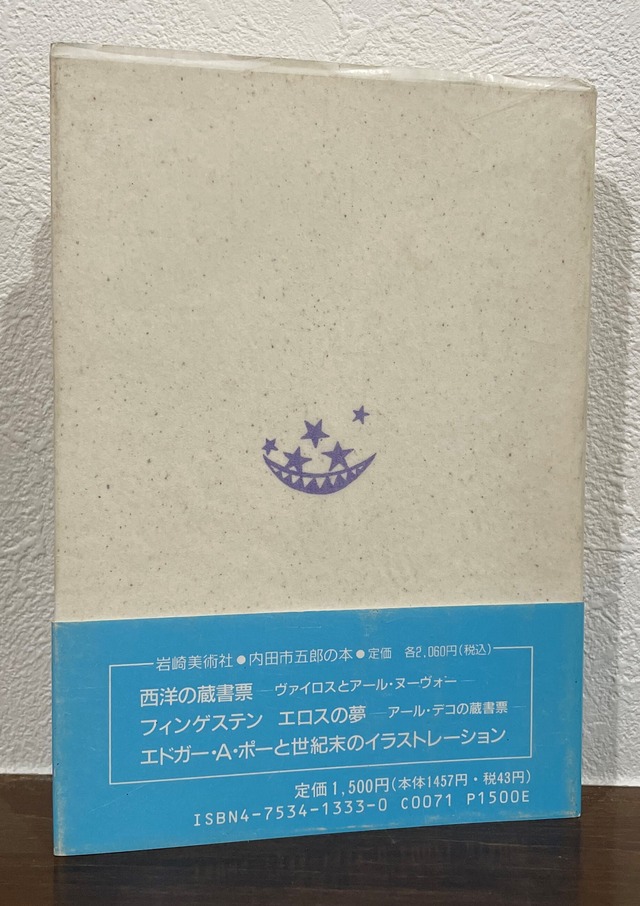 岩崎美術社●内田市五郎の本●定価 各2,060円(税込)
西洋の蔵書票―ヴァイロスとアール・ヌーヴォー―
フィンゲステン エロスの夢―アール・デコの蔵書票―
エドガー・A・ポーと世紀末のイラストレーション
定価1,500円(本体1457円・税43円)
ISBN4-7534-1333-0 C0071 P1500E